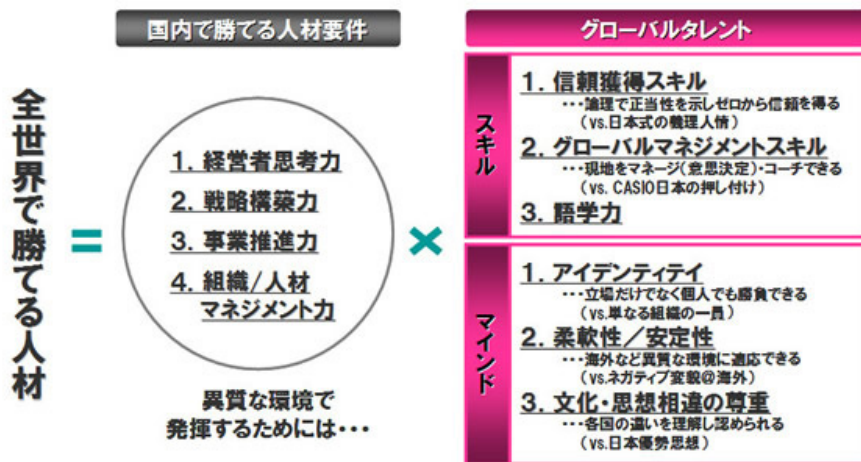 全世界で勝てる人材
＝
国内で勝てる人材要件
1. 経営者思考力
2. 戦略構築力
3. 事業推進力
4. 組織/人材
マネジメント力
異質な環境で
発揮するためには・・・
×
グローバルタレント
スキル
1. 信頼獲得スキル
・・・論理で正当性を示しゼロから信頼を得る
（vs.日本式の義理人情）
2. グローバルマネジメントスキル
・・・現地をマネージ（意思決定）・コーチできる
（vs. CASIO日本の押し付け）
3. 語学力
マインド
1. アイデンティテイ
・・・立場だけでなく個人でも勝負できる
（vs.単なる組織の一員）
2. 柔軟性／安定性
・・・海外など異質な環境に適応できる
（vs.ネガティブ変貌@海外）
3. 文化・思想相違の尊重
・・・各国の違いを理解し認められる
（vs.日本優勢思想）